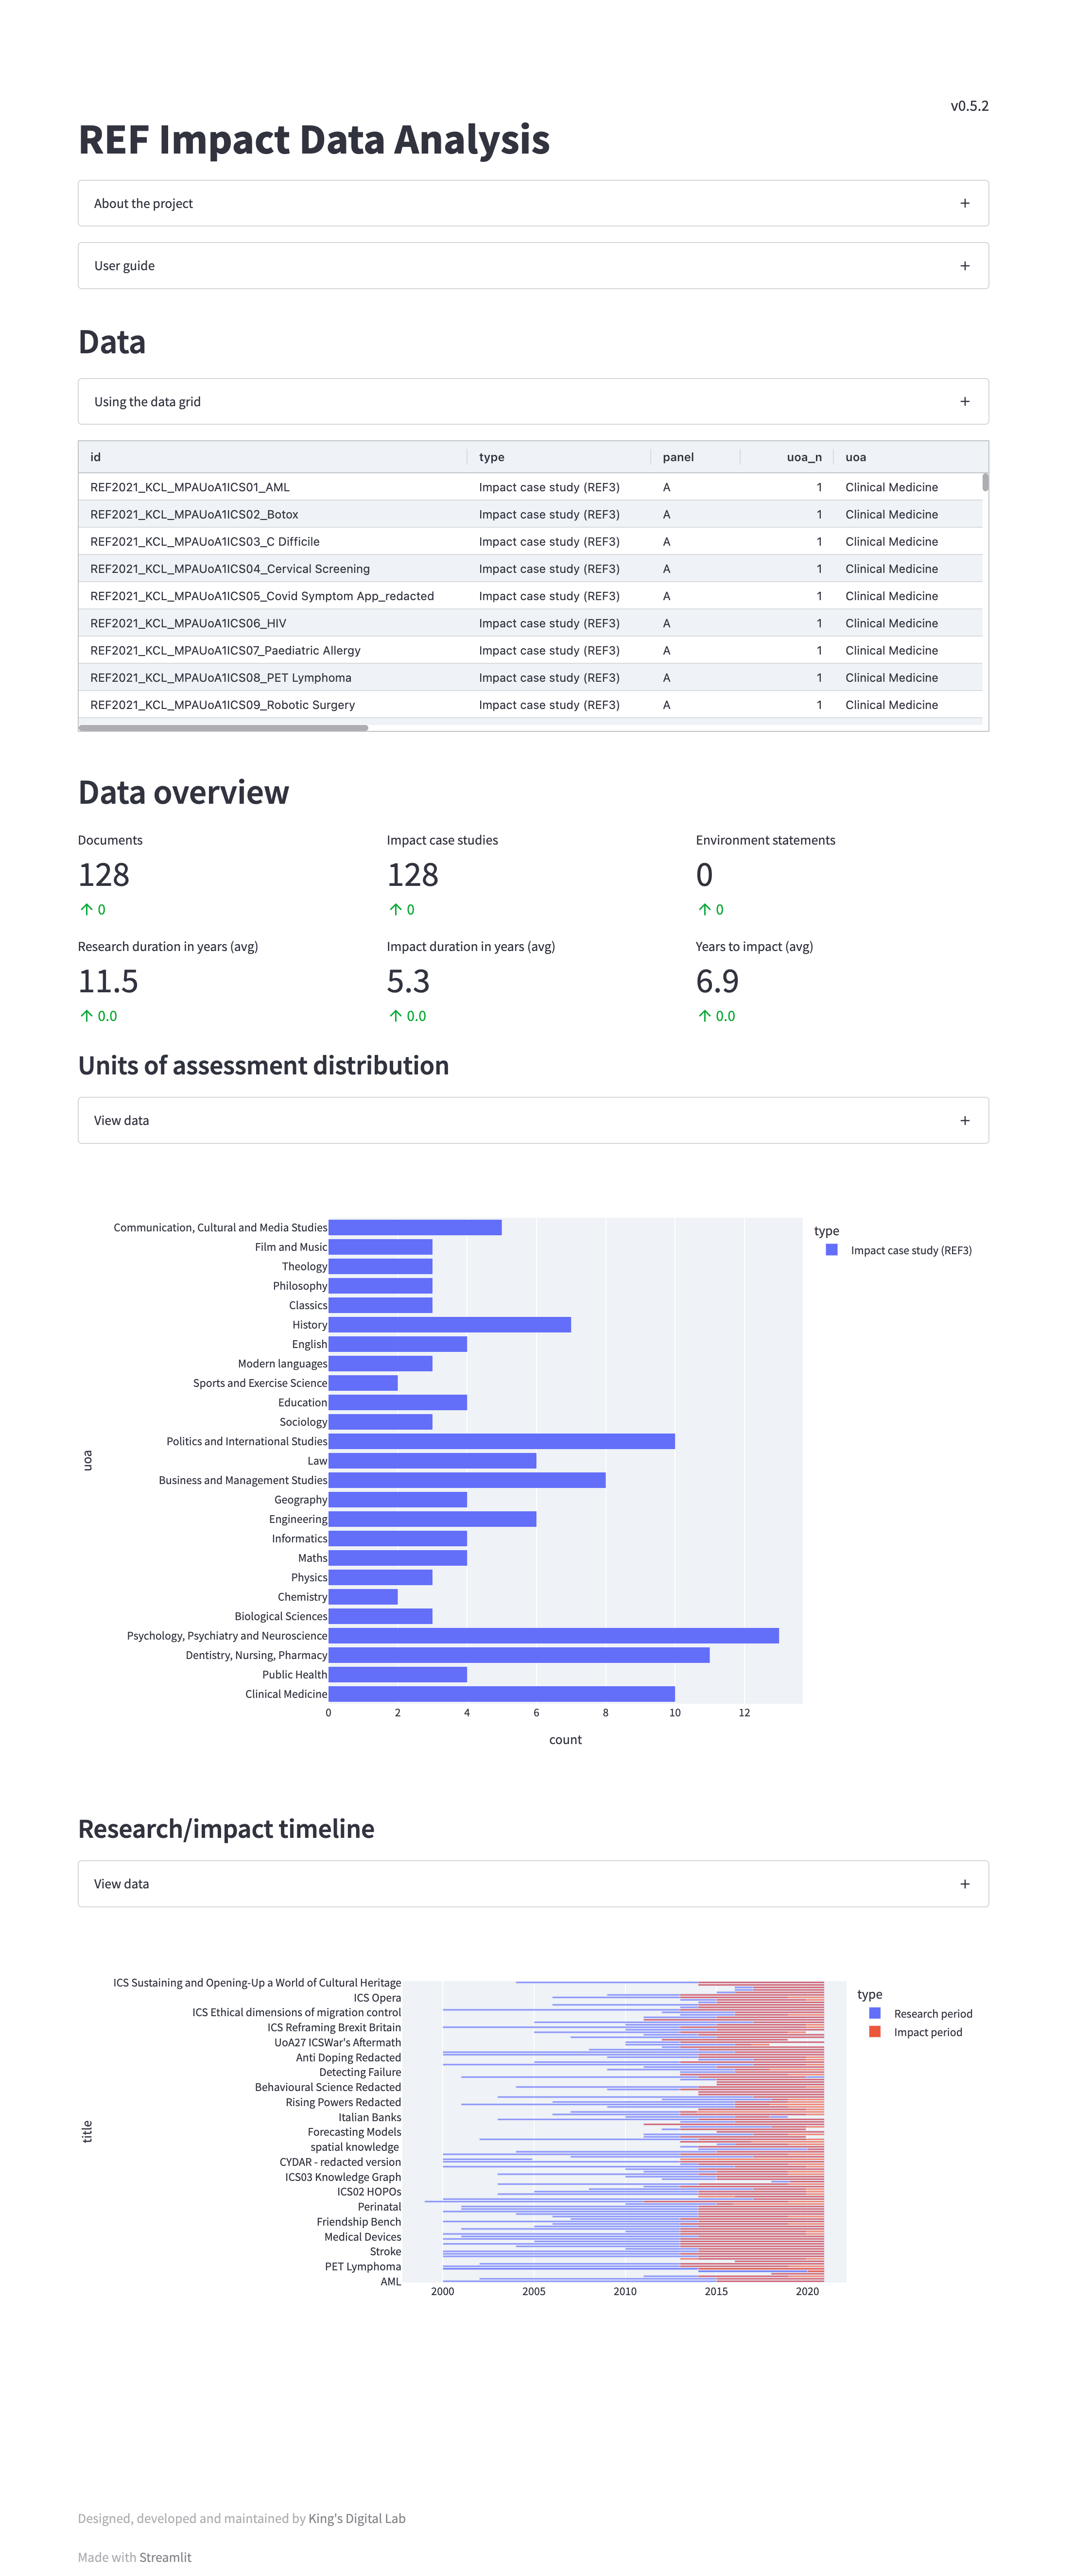 v0.5.2
REF Impact Data Analysis
About the project
User guide
Data
Using the data grid
id type panel uoa_n uoa
REF2021_KCL_MPAUoA1ICS01_AML Impact case study (REF3) A 1 Clinical Medicine
REF2021_KCL_MPAUoA1ICS02_Botox Impact case study (REF3) A 1 Clinical Medicine
REF2021_KCL_MPAUoA1ICS03_C Difficile Impact case study (REF3) A 1 Clinical Medicine
REF2021_KCL_MPAUoA1ICS04_Cervical Screening Impact case study (REF3) A 1 Clinical Medicine
REF2021_KCL_MPAUoA1ICS05_Covid Symptom App_redacted Impact case study (REF3) A 1 Clinical Medicine
REF2021_KCL_MPAUoA1ICS06_HIV Impact case study (REF3) A 1 Clinical Medicine
REF2021_KCL_MPAUoA1ICS07_Paediatric Allergy Impact case study (REF3) A 1 Clinical Medicine
REF2021_KCL_MPAUoA1ICS08_PET Lymphoma Impact case study (REF3) A 1 Clinical Medicine
REF2021_KCL_MPAUoA1ICS09_Robotic Surgery Impact case study (REF3) A 1 Clinical Medicine
Data overview
Documents Impact case studies Environment statements
128 128 0
↑ 0 ↑ 0 ↑ 0
Research duration in years (avg) Impact duration in years (avg) Years to impact (avg)
11.5 5.3 6.9
↑ 0.0 ↑ 0.0 ↑ 0.0
Units of assessment distribution
View data
Communication, Cultural and Media Studies
Film and Music
Theology
Philosophy
Classics
History
English
Modern languages
Sports and Exercise Science
Education
Sociology
Politics and International Studies
Law
Business and Management Studies
Geography
Engineering
Informatics
Maths
Physics
Chemistry
Biological Sciences
Psychology, Psychiatry and Neuroscience
Dentistry, Nursing, Pharmacy
Public Health
Clinical Medicine
uoa
0 2 4 6 8 10 12
count
type
Impact case study (REF3)
Research/impact timeline
View data
ICS Sustaining and Opening-Up a World of Cultural Heritage
ICS Opera
ICS Ethical dimensions of migration control
ICS Reframing Brexit Britain
UoA27 ICSWar's Aftermath
Anti Doping Redacted
Detecting Failure
Behavioural Science Redacted
Rising Powers Redacted
Italian Banks
Forecasting Models
spatial knowledge
CYDAR - redacted version
ICS03 Knowledge Graph
ICS02 HOPOs
Perinatal
Friendship Bench
Medical Devices
Stroke
PET Lymphoma
AML
title
2000 2005 2010 2015 2020
type
Research period
Impact period
Designed, developed and maintained by King's Digital Lab
Made with Streamlit